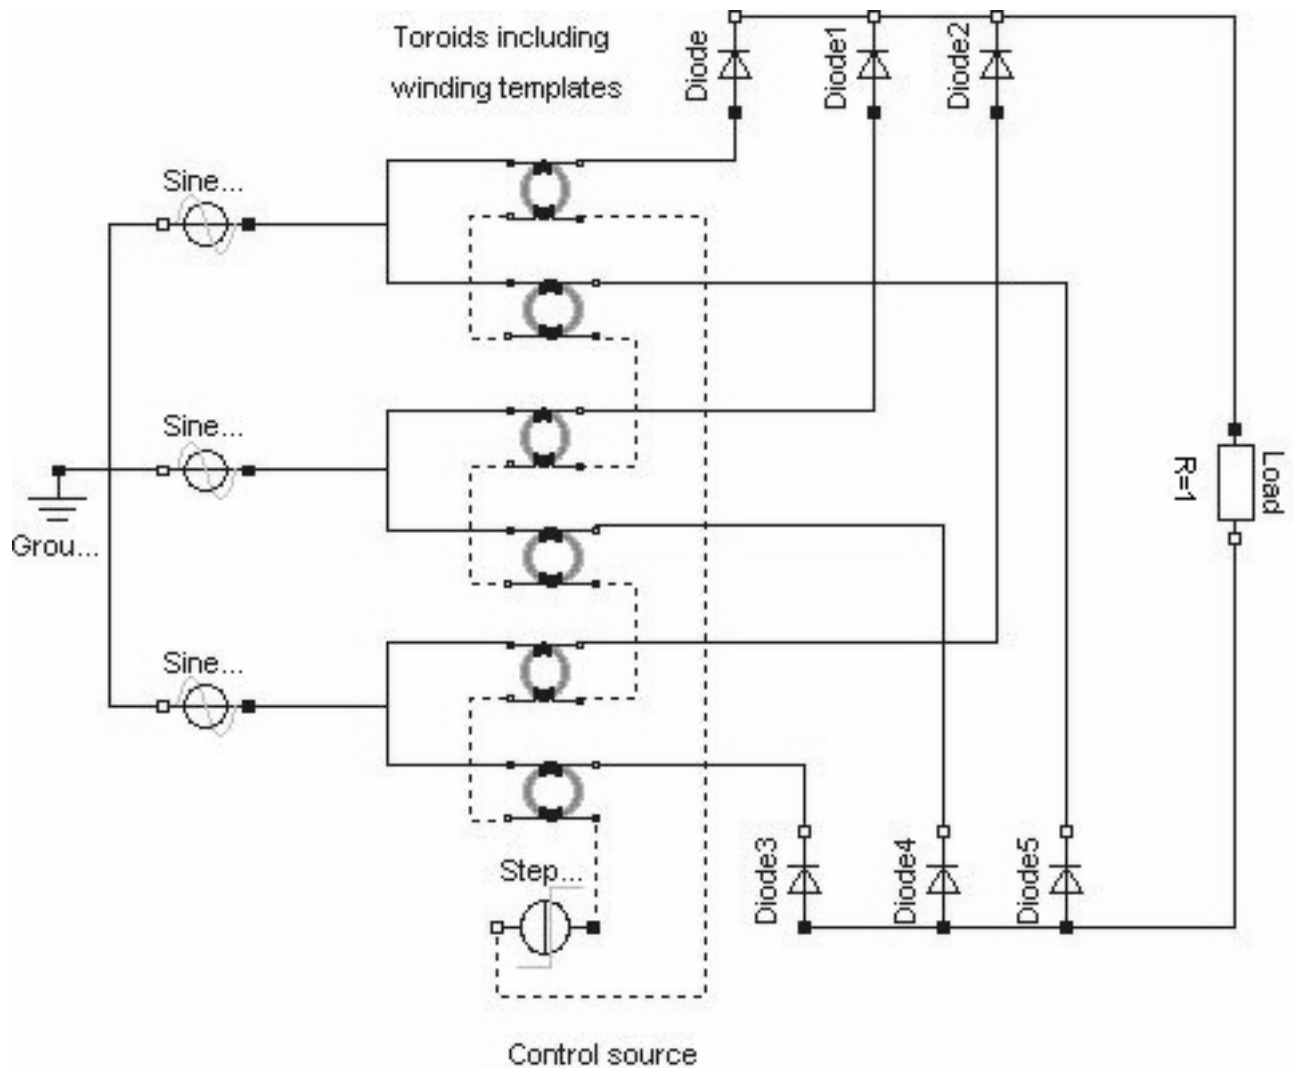 Toroids including
winding templates
Diode
Diode1
Diode2
Sine...
Sine...
Load
R=1
Grou...
Sine...
Diode3
Diode4
Diode5
Step...
Control source